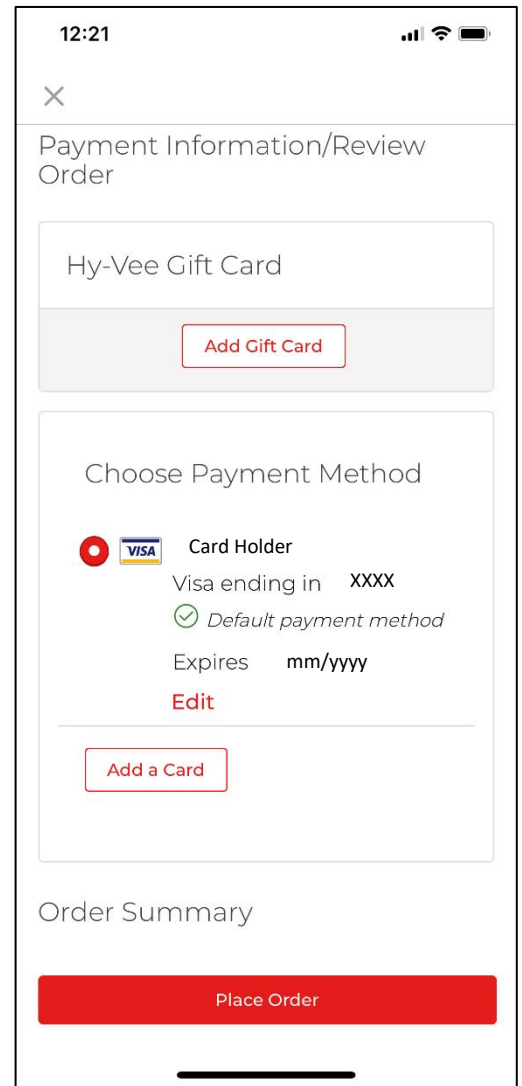 12:21
Payment Information/Review
Order
Hy-Vee Gift Card
Add Gift Card
Choose Payment Method
VISA Card Holder
Visa ending in XXXX
Default payment method
Expires mm/yyyy
Edit
Add a Card
Order Summary
Place Order